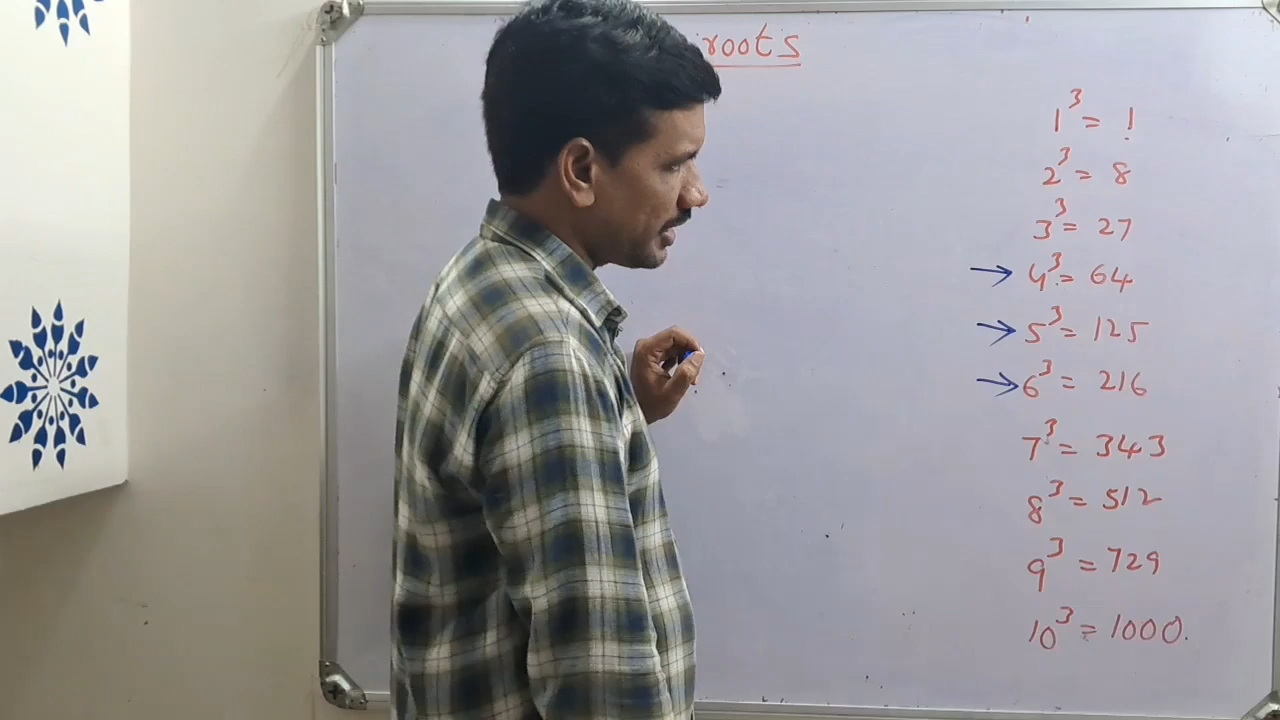 roots
1³ = 1
2³ = 8
3³ = 27
→ 4³ = 64
→ 5³ = 125
→ 6³ = 216
7³ = 343
8³ = 512
9³ = 729
10³ = 1000.